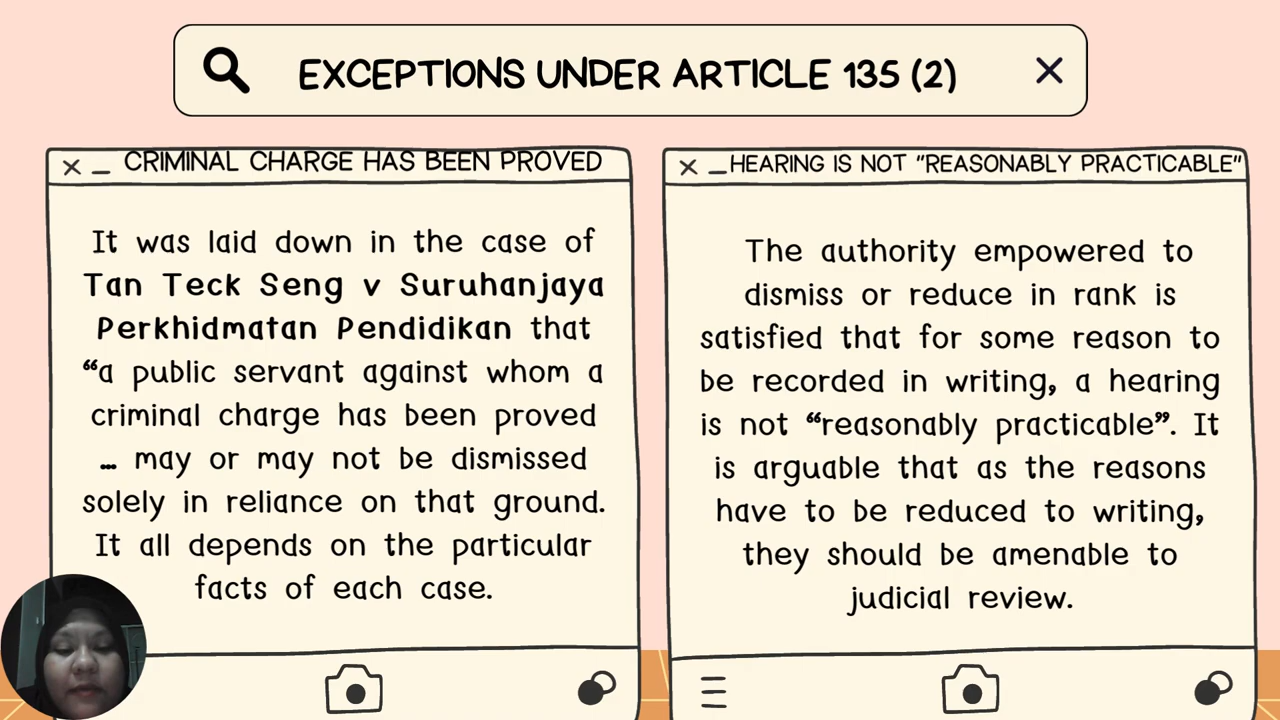 EXCEPTIONS UNDER ARTICLE 135 (2)
CRIMINAL CHARGE HAS BEEN PROVED
It was laid down in the case of
Tan Teck Seng v Suruhanjaya
Perkhidmatan Pendidikan that
“a public servant against whom a
criminal charge has been proved
... may or may not be dismissed
solely in reliance on that ground.
It all depends on the particular
facts of each case.
HEARING IS NOT "REASONABLY PRACTICABLE"
The authority empowered to
dismiss or reduce in rank is
satisfied that for some reason to
be recorded in writing, a hearing
is not “reasonably practicable”. It
is arguable that as the reasons
have to be reduced to writing,
they should be amenable to
judicial review.